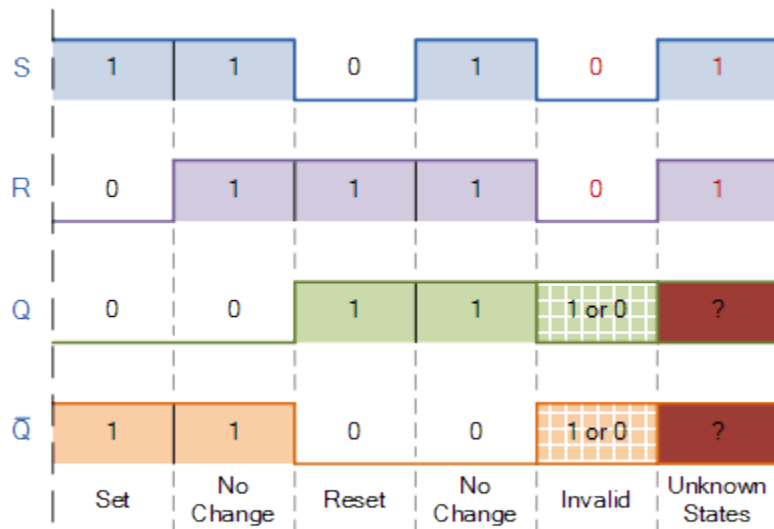 S 1 1 0 1 0 1
R 0 1 1 1 0 1
Q 0 0 1 1 1 or 0 ?
Q̅ 1 1 0 0 1 or 0 ?
Set No Change Reset No Change Invalid Unknown States